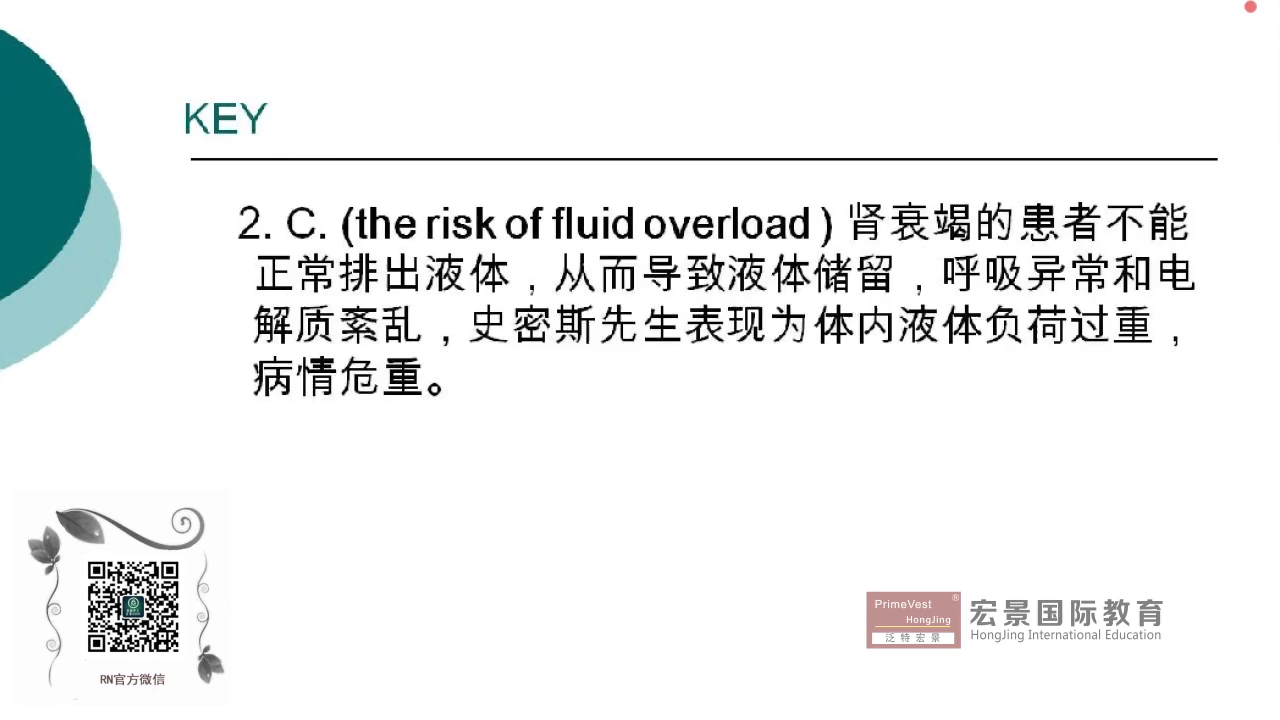 KEY
2. C. (the risk of fluid overload ) 肾衰竭的患者不能
正常排出液体，从而导致液体储留，呼吸异常和电
解质紊乱，史密斯先生表现为体内液体负荷过重，
病情危重。
RN官方微信
PrimeVest ®
HongJing
泛特宏景
宏景国际教育
HongJing International Education